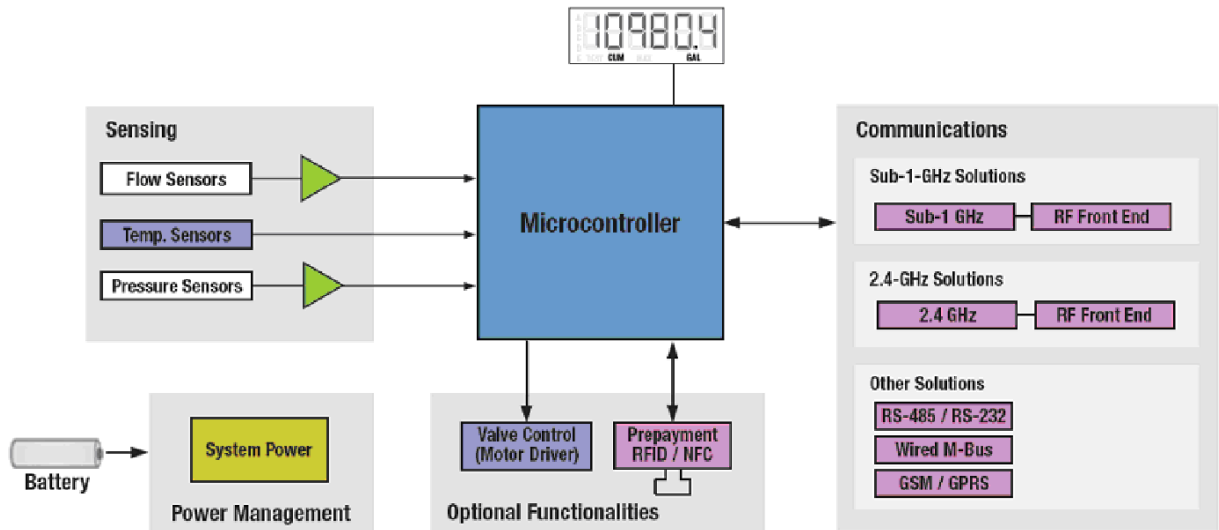 10980.4
CUM GAL
Sensing
Flow Sensors
Temp. Sensors
Pressure Sensors
Microcontroller
Communications
Sub-1-GHz Solutions
Sub-1 GHz RF Front End
2.4-GHz Solutions
2.4 GHz RF Front End
Other Solutions
RS-485 / RS-232
Wired M-Bus
GSM / GPRS
Battery
System Power
Power Management
Valve Control
(Motor Driver)
Prepayment
RFID / NFC
Optional Functionalities